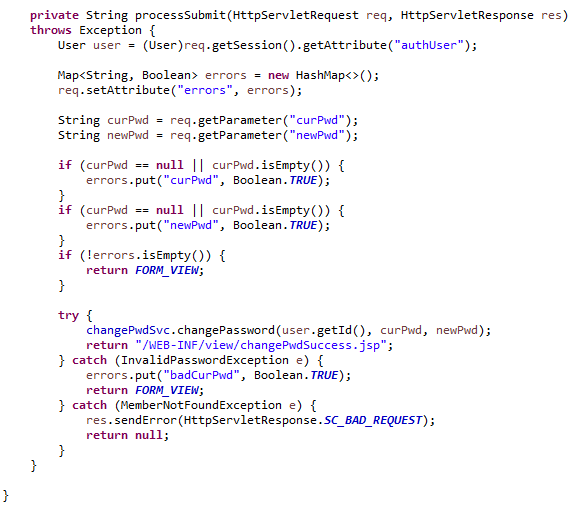 private String processSubmit(HttpServletRequest req, HttpServletResponse res)
throws Exception {
User user = (User)req.getSession().getAttribute("authUser");
Map<String, Boolean> errors = new HashMap<>();
req.setAttribute("errors", errors);
String curPwd = req.getParameter("curPwd");
String newPwd = req.getParameter("newPwd");
if (curPwd == null || curPwd.isEmpty()) {
errors.put("curPwd", Boolean.TRUE);
}
if (curPwd == null || curPwd.isEmpty()) {
errors.put("newPwd", Boolean.TRUE);
}
if (!errors.isEmpty()) {
return FORM_VIEW;
}
try {
changePwdSvc.changePassword(user.getId(), curPwd, newPwd);
return "/WEB-INF/view/changePwdSuccess.jsp";
} catch (InvalidPasswordException e) {
errors.put("badCurPwd", Boolean.TRUE);
return FORM_VIEW;
} catch (MemberNotFoundException e) {
res.sendError(HttpServletResponse.SC_BAD_REQUEST);
return null;
}
}
}